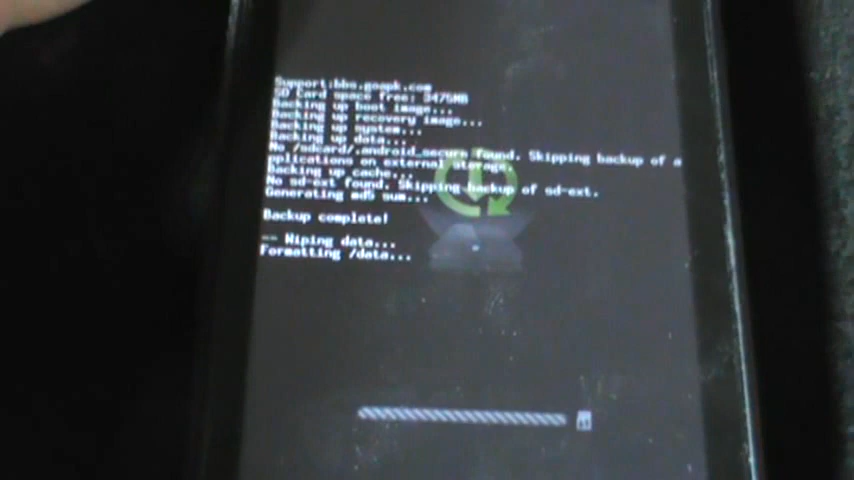 Support:bbs.goapk.com
SD Card space free: 3475MB
Backing up boot image...
Backing up recovery image...
Backing up system...
Backing up data...
No /sdcard/.android_secure found. Skipping backup of a
pplications on external storage.
Backing up cache...
No sd-ext found. Skipping backup of sd-ext.
Generating md5 sum...
Backup complete!
-- Wiping data...
Formatting /data...